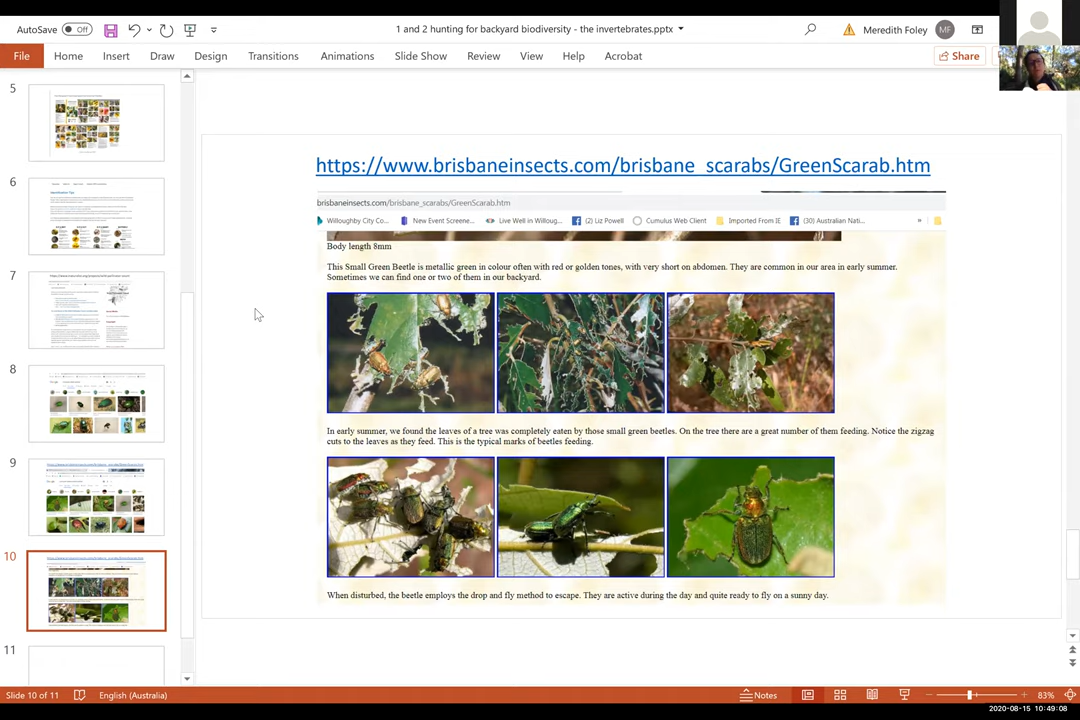 AutoSave Off
1 and 2 hunting for backyard biodiversity - the invertebrates.pptx
Meredith Foley MF
File Home Insert Draw Design Transitions Animations Slide Show Review View Help Acrobat Share
5
6
7
8
9
10
11
https://www.brisbaneinsects.com/brisbane_scarabs/GreenScarab.htm
brisbaneinsects.com/brisbane_scarabs/GreenScarab.htm
Willoughby City Co... New Event Screene... Live Well in Willoug... (2) Liz Powell Cumulus Web Client Imported From IE (30) Australian Nati... »
Body length 8mm
This Small Green Beetle is metallic green in colour often with red or golden tones, with very short on abdomen. They are common in our area in early summer.
Sometimes we can find one or two of them in our backyard.
In early summer, we found the leaves of a tree was completely eaten by those small green beetles. On the tree there are a great number of them feeding. Notice the zigzag
cuts to the leaves as they feed. This is the typical marks of beetles feeding.
When disturbed, the beetle employs the drop and fly method to escape. They are active during the day and quite ready to fly on a sunny day.
Slide 10 of 11 English (Australia) Notes 83%
2020-08-15 10:49:08